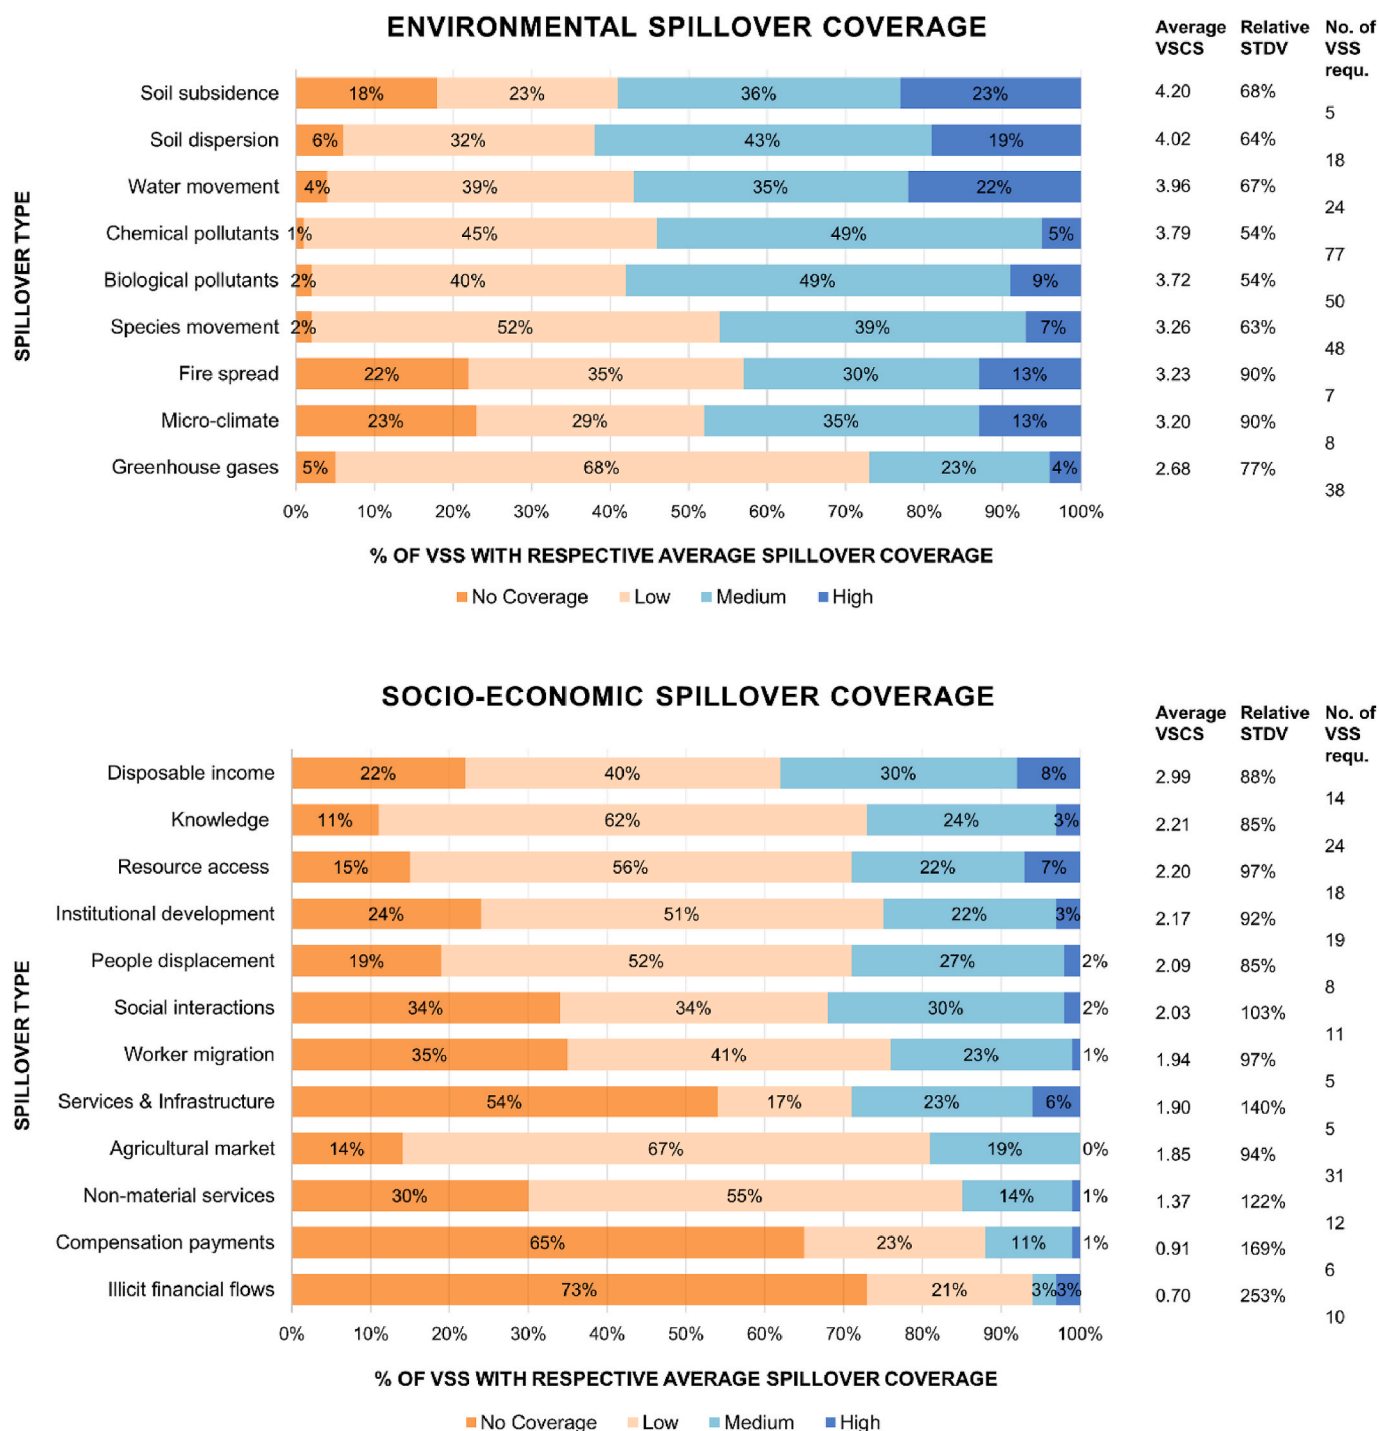 ENVIRONMENTAL SPILLOVER COVERAGE
Average Relative No. of
VSCS STDV VSS
requ.
SPILLOVER TYPE
Soil subsidence 18% 23% 36% 23% 4.20 68% 5
Soil dispersion 6% 32% 43% 19% 4.02 64% 18
Water movement 4% 39% 35% 22% 3.96 67% 24
Chemical pollutants 1% 45% 49% 5% 3.79 54% 77
Biological pollutants 2% 40% 49% 9% 3.72 54% 50
Species movement 2% 52% 39% 7% 3.26 63% 48
Fire spread 22% 35% 30% 13% 3.23 90% 7
Micro-climate 23% 29% 35% 13% 3.20 90% 8
Greenhouse gases 5% 68% 23% 4% 2.68 77% 38
0% 10% 20% 30% 40% 50% 60% 70% 80% 90% 100%
% OF VSS WITH RESPECTIVE AVERAGE SPILLOVER COVERAGE
No Coverage Low Medium High
SOCIO-ECONOMIC SPILLOVER COVERAGE
Average Relative No. of
VSCS STDV VSS
requ.
SPILLOVER TYPE
Disposable income 22% 40% 30% 8% 2.99 88% 14
Knowledge 11% 62% 24% 3% 2.21 85% 24
Resource access 15% 56% 22% 7% 2.20 97% 18
Institutional development 24% 51% 22% 3% 2.17 92% 19
People displacement 19% 52% 27% 2% 2.09 85% 8
Social interactions 34% 34% 30% 2% 2.03 103% 11
Worker migration 35% 41% 23% 1% 1.94 97% 5
Services & Infrastructure 54% 17% 23% 6% 1.90 140% 5
Agricultural market 14% 67% 19% 0% 1.85 94% 31
Non-material services 30% 55% 14% 1% 1.37 122% 12
Compensation payments 65% 23% 11% 1% 0.91 169% 6
Illicit financial flows 73% 21% 3% 3% 0.70 253% 10
0% 10% 20% 30% 40% 50% 60% 70% 80% 90% 100%
% OF VSS WITH RESPECTIVE AVERAGE SPILLOVER COVERAGE
No Coverage Low Medium High